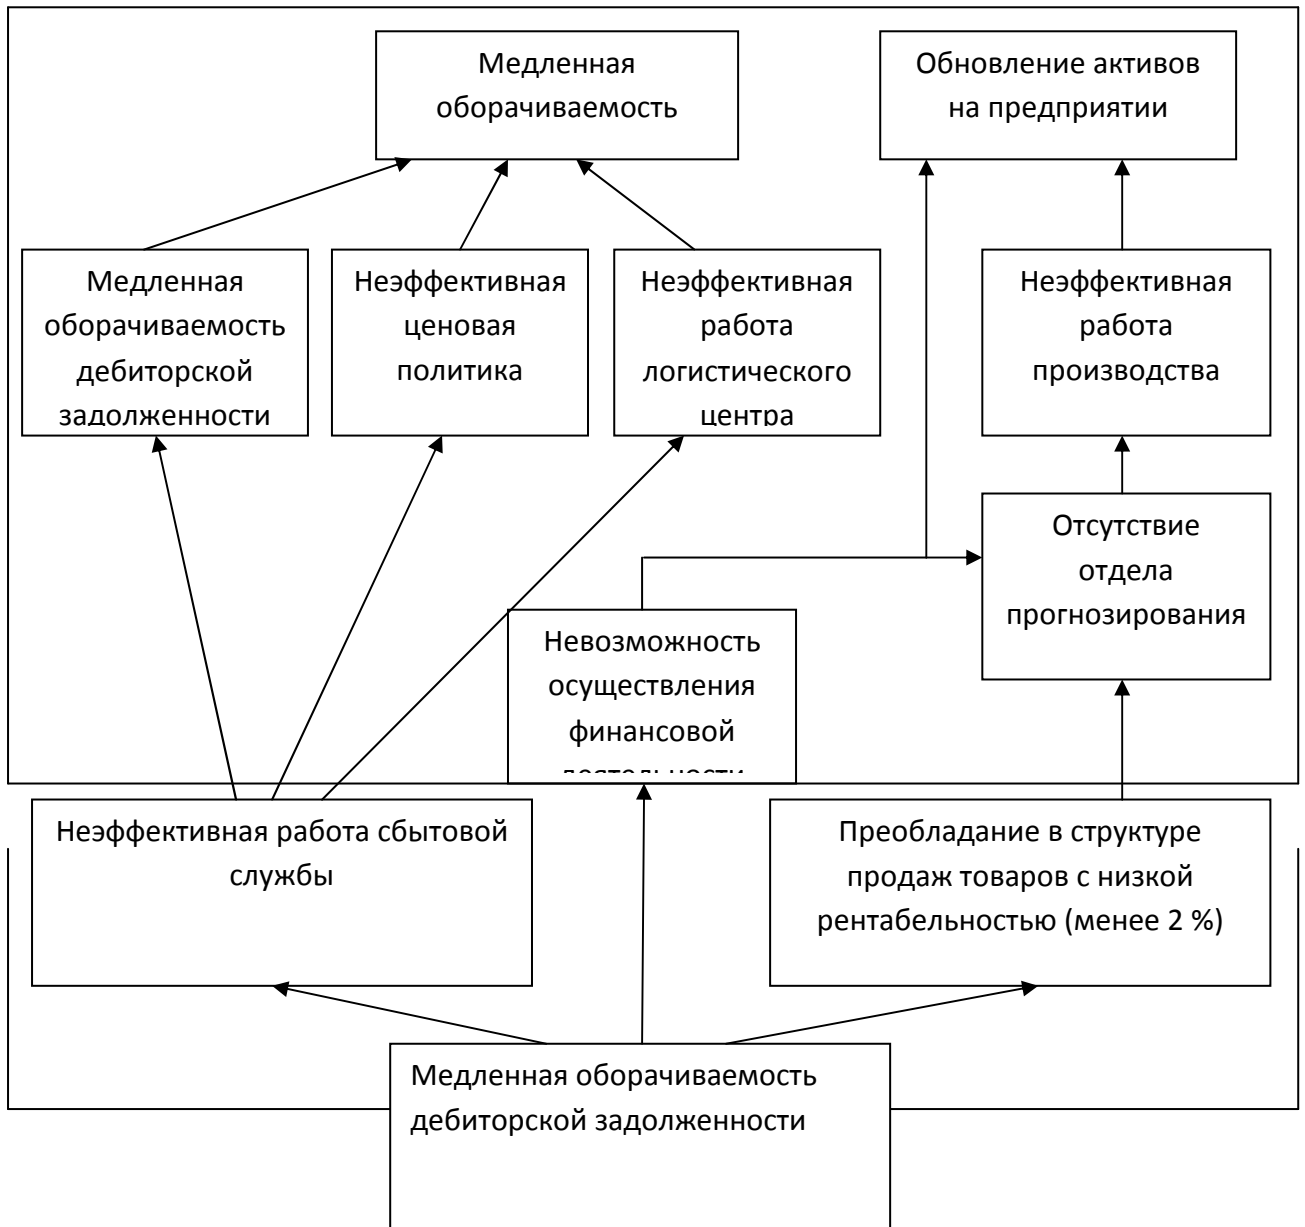 Медленная
оборачиваемость
Обновление активов
на предприятии
Медленная
оборачиваемость
дебиторской
задолженности
Неэффективная
ценовая
политика
Неэффективная
работа
логистического
центра
Неэффективная
работа
производства
Отсутствие
отдела
прогнозирования
Невозможность
осуществления
финансовой
деятельности
Неэффективная работа сбытовой
службы
Преобладание в структуре
продаж товаров с низкой
рентабельностью (менее 2 %)
Медленная оборачиваемость
дебиторской задолженности